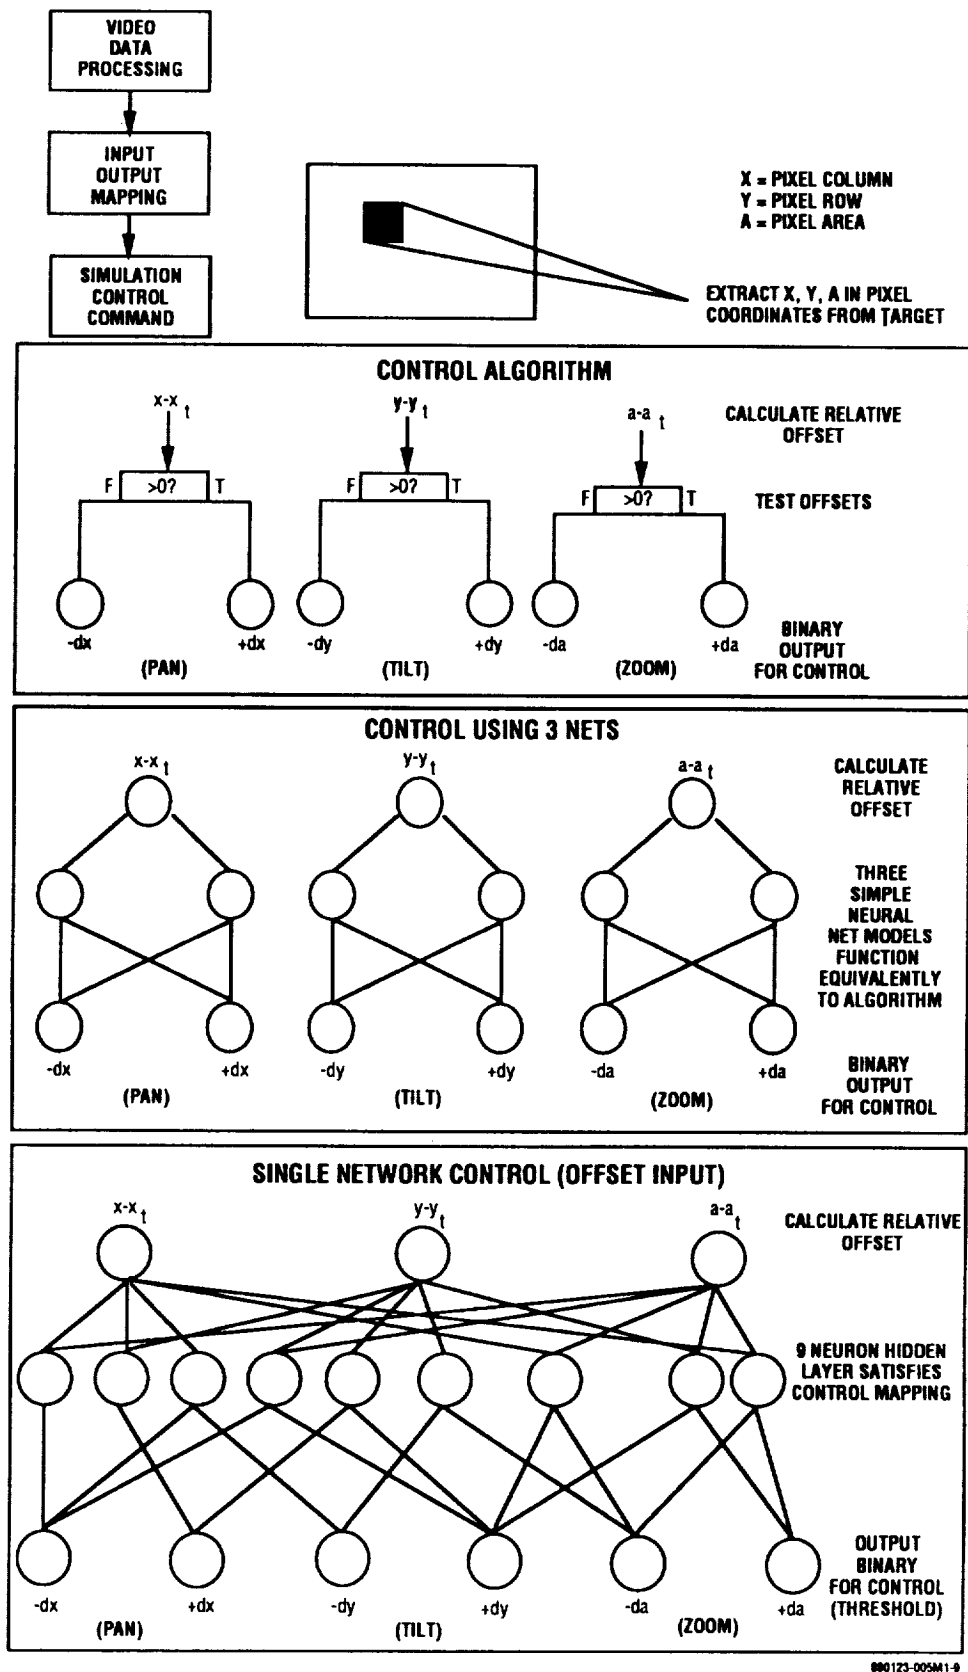 VIDEO
DATA
PROCESSING
INPUT
OUTPUT
MAPPING
SIMULATION
CONTROL
COMMAND
X = PIXEL COLUMN
Y = PIXEL ROW
A = PIXEL AREA
EXTRACT X, Y, A IN PIXEL
COORDINATES FROM TARGET
CONTROL ALGORITHM
x-x t
y-y t
a-a t
CALCULATE RELATIVE
OFFSET
F >0? T
F >0? T
F >0? T
TEST OFFSETS
-dx +dx -dy +dy -da +da
(PAN) (TILT) (ZOOM)
BINARY
OUTPUT
FOR CONTROL
CONTROL USING 3 NETS
x-x t
y-y t
a-a t
CALCULATE
RELATIVE
OFFSET
THREE
SIMPLE
NEURAL
NET MODELS
FUNCTION
EQUIVALENTLY
TO ALGORITHM
-dx +dx -dy +dy -da +da
(PAN) (TILT) (ZOOM)
BINARY
OUTPUT
FOR CONTROL
SINGLE NETWORK CONTROL (OFFSET INPUT)
x-x t
y-y t
a-a t
CALCULATE RELATIVE
OFFSET
9 NEURON HIDDEN
LAYER SATISFIES
CONTROL MAPPING
-dx +dx -dy +dy -da +da
(PAN) (TILT) (ZOOM)
OUTPUT
BINARY
FOR CONTROL
(THRESHOLD)
890123-005M1-9